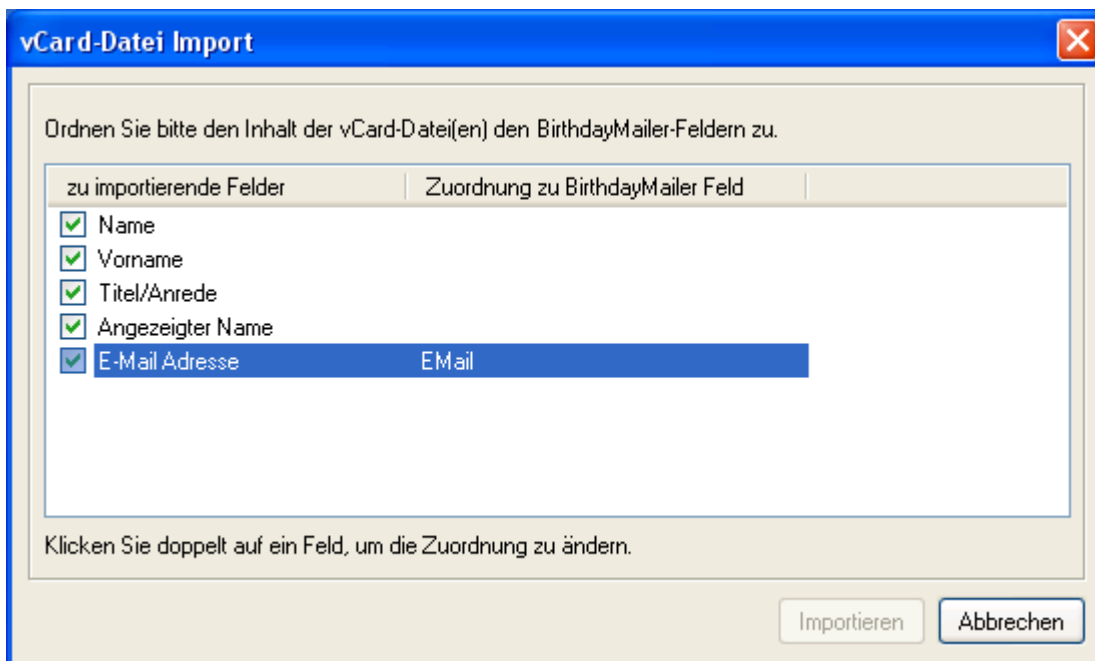 vCard-Datei Import
Ordnen Sie bitte den Inhalt der vCard-Datei(en) den BirthdayMailer-Feldern zu.
zu importierende Felder Zuordnung zu BirthdayMailer Feld
Name
Vorname
Titel/Anrede
Angezeigter Name
E-Mail Adresse EMail
Klicken Sie doppelt auf ein Feld, um die Zuordnung zu ändern.
Importieren Abbrechen